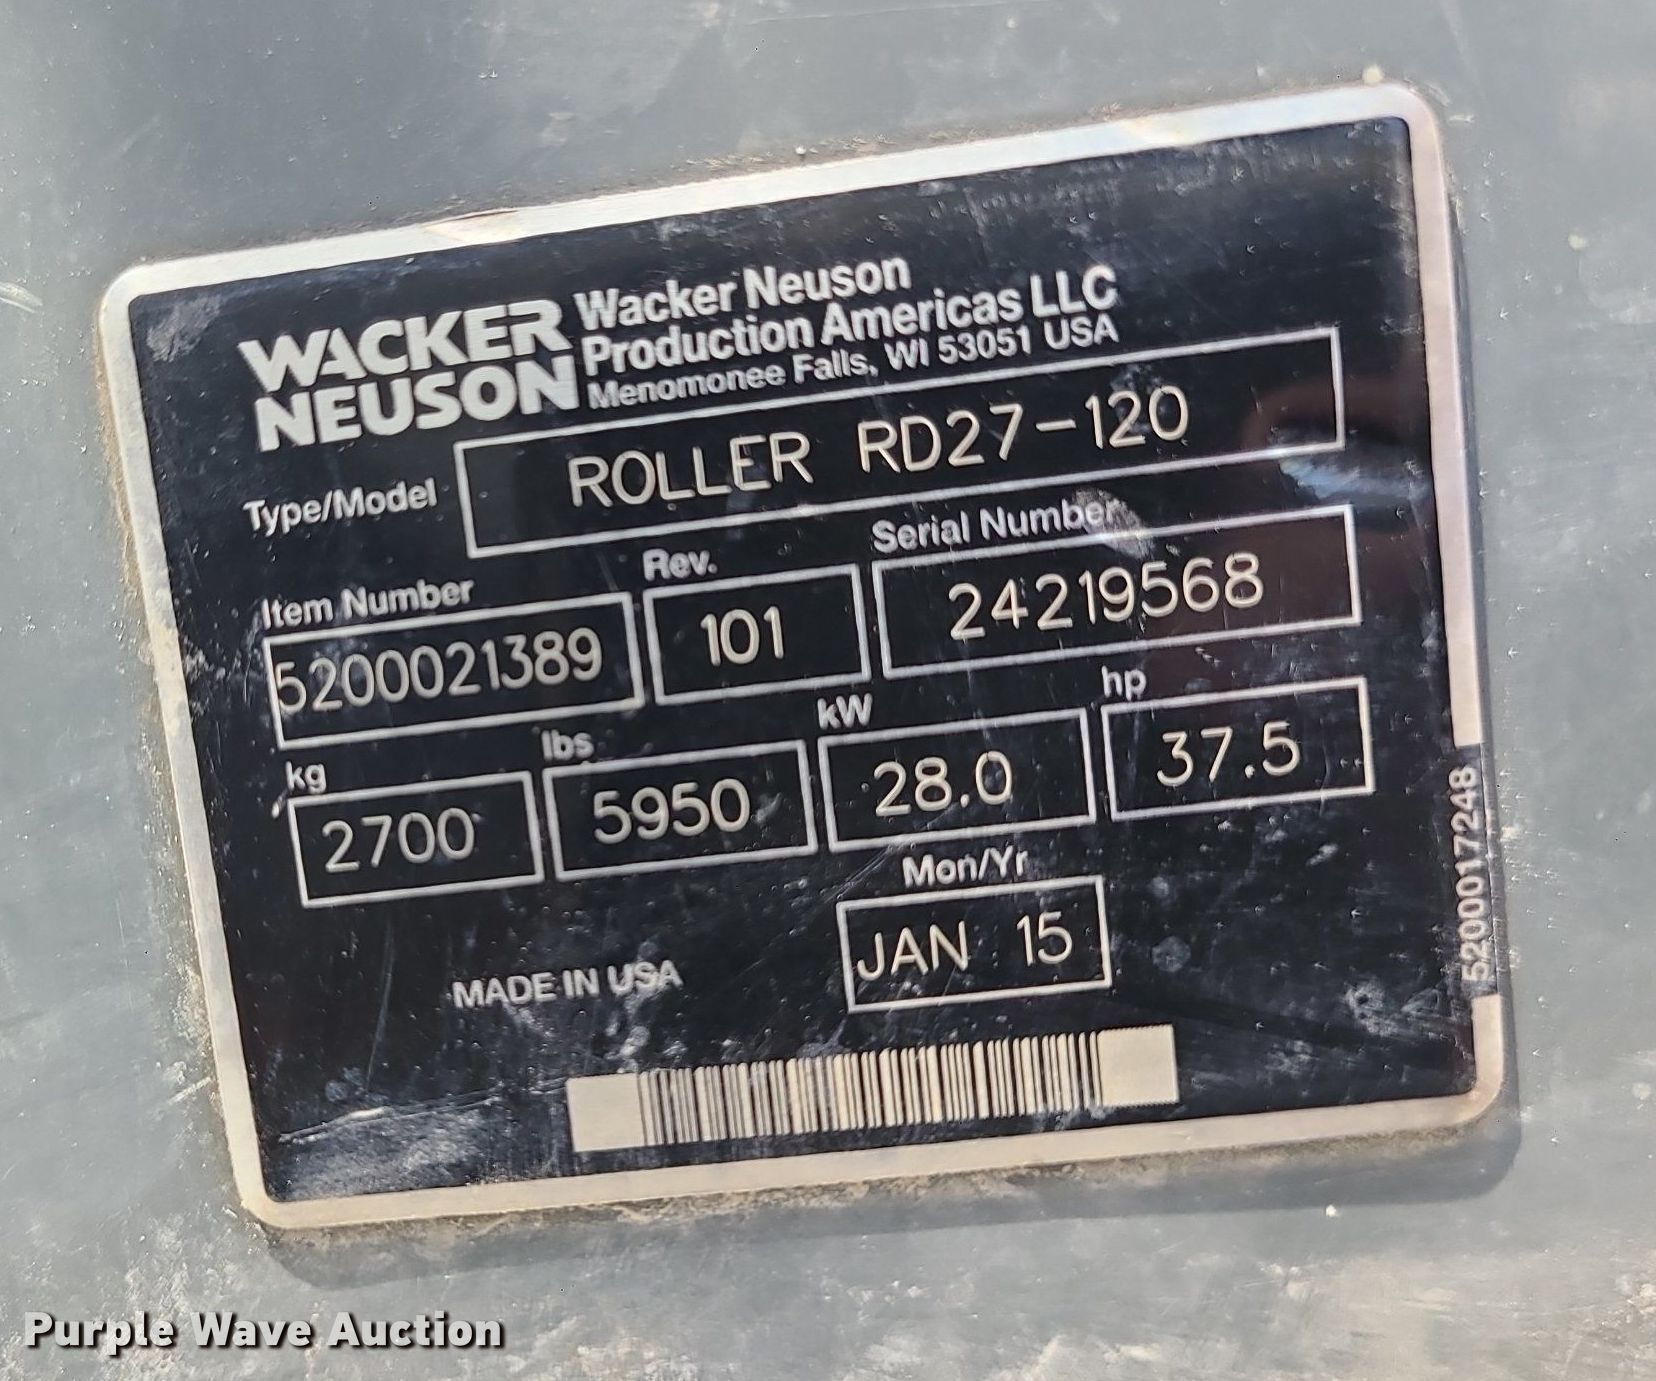 WACKER
NEUSON
Wacker Neuson
Production Americas LLC
Menomonee Falls, WI 53051 USA
Type/Model ROLLER RD27-120
Item Number Rev. Serial Number
5200021389 101 24219568
kg lbs kW hp
2700 5950 28.0 37.5
Mon/Yr
MADE IN USA JAN 15
5200017248
Purple Wave Auction